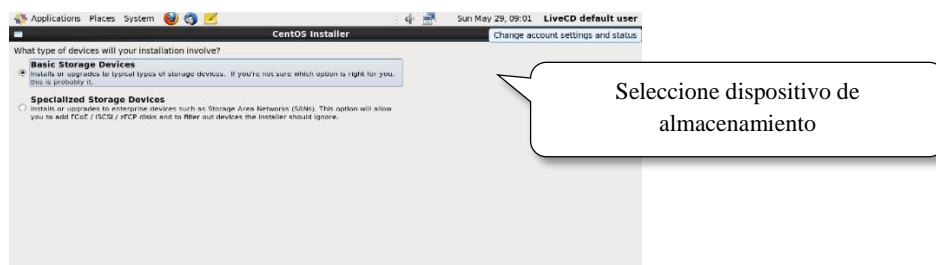 Applications Places System Sun May 29, 09:01 LiveCD default user
CentOS Installer
Change account settings and status
What type of devices will your installation involve?
Basic Storage Devices
Installs or upgrades to typical types of storage devices. If you're not sure which option is right for you,
this is probably it.
Specialized Storage Devices
Installs or upgrades to enterprise devices such as Storage Area Networks (SANs). This option will allow
you to add FCoE / iSCSI / zFCP disks and to filter out devices the installer should ignore.
Seleccione dispositivo de
almacenamiento